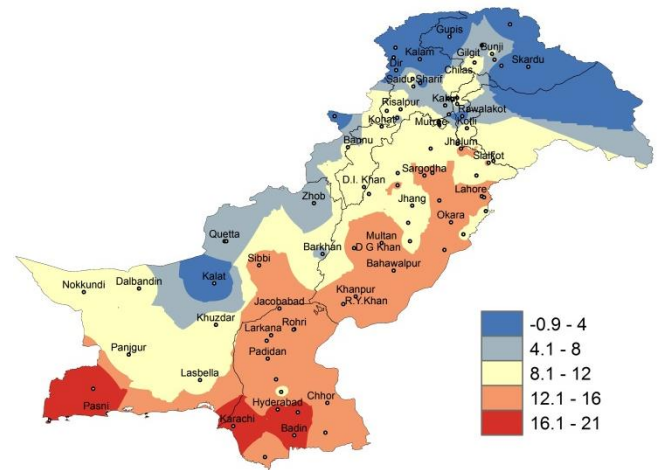 Gupis
Kalam
Gilgit
Bunji
Dir
Skardu
Chilas
Saidu Sharif
Risalpur
Rawalakot
Kohat
Kotli
Bannu
Jhelum
Sialkot
Sargodha
D.I. Khan
Lahore
Zhob
Jhang
Okara
Quetta
Multan
Barkhan
D G Khan
Sibbi
Bahawalpur
Kalat
Nokkundi
Dalbandin
Khanpur
R.Y.Khan
Jacobabad
Khuzdar
Larkana
Rohri
Panjgur
Padidan
Lasbella
Hyderabad
Chhor
Pasni
Karachi
Badin
-0.9 - 4
4.1 - 8
8.1 - 12
12.1 - 16
16.1 - 21